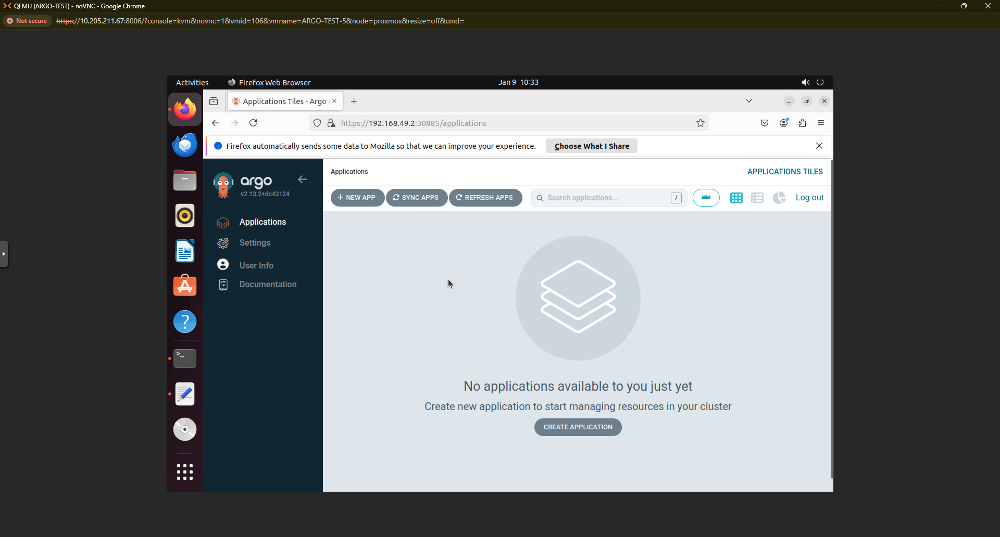 QEMU (ARGO-TEST) - noVNC - Google Chrome
Not secure https://10.205.211.67:8006/?console=kvm&novnc=1&vmid=106&vmname=ARGO-TEST-5&node=proxmox&resize=off&cmd=
Activities Firefox Web Browser Jan 9 10:33
Applications Tiles - Argo
https://192.168.49.2:30885/applications
Firefox automatically sends some data to Mozilla so that we can improve your experience. Choose What I Share
argo
v2.13.2+dc43124
Applications
Settings
User Info
Documentation
Applications APPLICATIONS TILES
NEW APP SYNC APPS REFRESH APPS Search applications... / Log out
No applications available to you just yet
Create new application to start managing resources in your cluster
CREATE APPLICATION